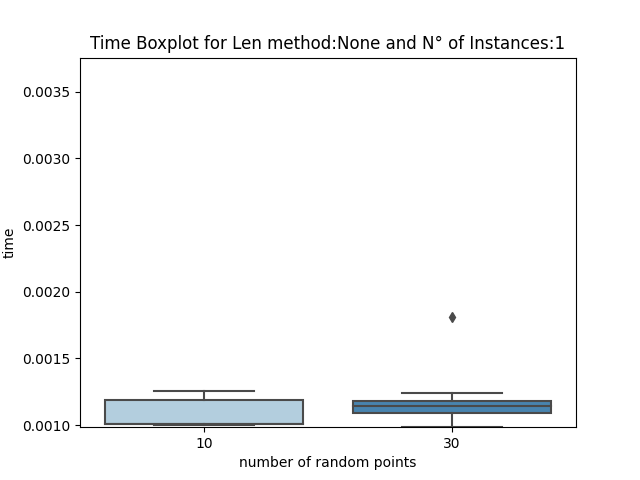 Time Boxplot for Len method:None and N° of Instances:1
0.0035
0.0030
0.0025
0.0020
0.0015
0.0010
time
10 30
number of random points